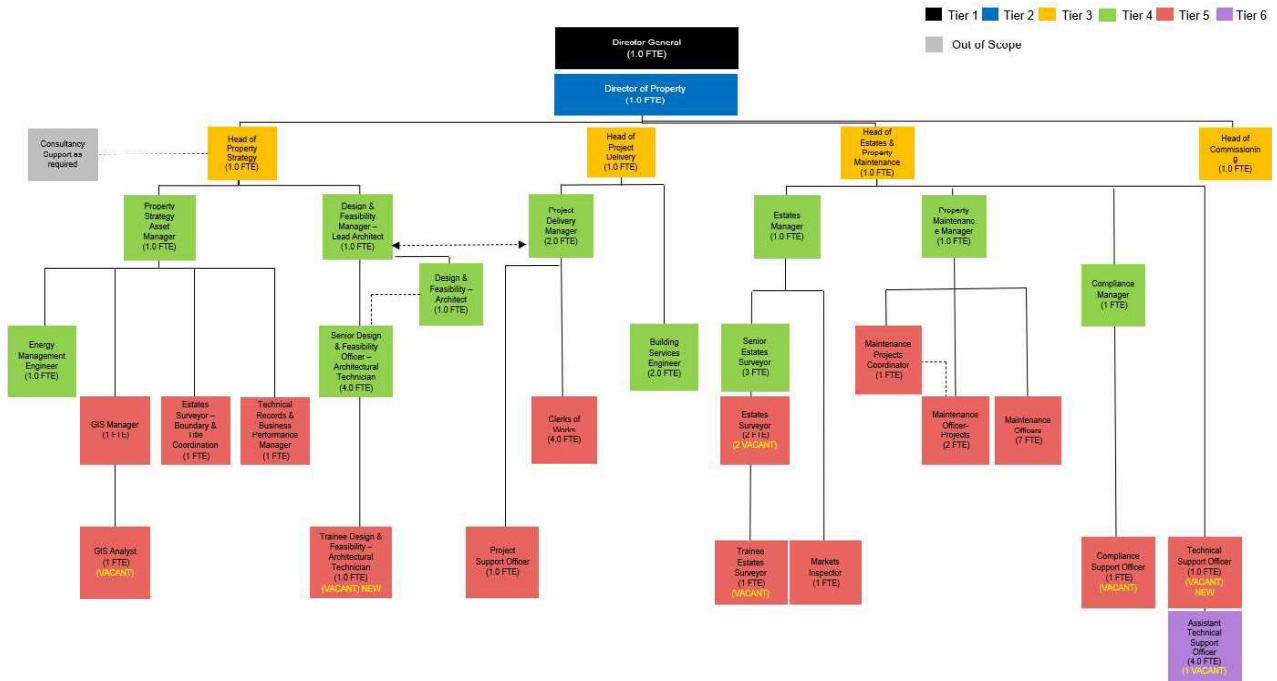 Tier 1 Tier 2 Tier 3 Tier 4 Tier 5 Tier 6
Out of Scope
Director General
(1.0 FTE)
Director of Property
(1.0 FTE)
Consultancy
Support as
required
Head of
Property
Strategy
(1.0 FTE)
Head of
Project
Delivery
(1.0 FTE)
Head of
Estates &
Property
Maintenance
(1.0 FTE)
Head of
Commissionin
g
(1.0 FTE)
Property
Strategy
Asset
Manager
(1.0 FTE)
Design &
Feasibility
Manager –
Lead Architect
(1.0 FTE)
Project
Delivery
Manager
(2.0 FTE)
Estates
Manager
(1.0 FTE)
Property
Maintenanc
e Manager
(1.0 FTE)
Design &
Feasibility –
Architect
(1.0 FTE)
Compliance
Manager
(1 FTE)
Energy
Management
Engineer
(1.0 FTE)
Senior Design
& Feasibility
Officer –
Architectural
Technician
(4.0 FTE)
Building
Services
Engineer
(2.0 FTE)
Senior
Estates
Surveyor
(3 FTE)
Maintenance
Projects
Coordinator
(1 FTE)
GIS Manager
(1 FTE)
Estates
Surveyor –
Boundary &
Title
Coordination
(1 FTE)
Technical
Records &
Business
Performance
Manager
(1 FTE)
Clerks of
Works
(4.0 FTE)
Estates
Surveyor
(2 FTE)
(2 VACANT)
Maintenance
Officer-
Projects
(2 FTE)
Maintenance
Officers
(7 FTE)
GIS Analyst
(1 FTE)
(VACANT)
Trainee Design &
Feasibility –
Architectural
Technician
(1.0 FTE)
(VACANT) NEW
Project
Support Officer
(1.0 FTE)
Trainee
Estates
Surveyor
(1 FTE)
(VACANT)
Markets
Inspector
(1 FTE)
Compliance
Support Officer
(1 FTE)
(VACANT)
Technical
Support Officer
(1.0 FTE)
(VACANT)
NEW
Assistant
Technical
Support
Officer
(4.0 FTE)
(1 VACANT)